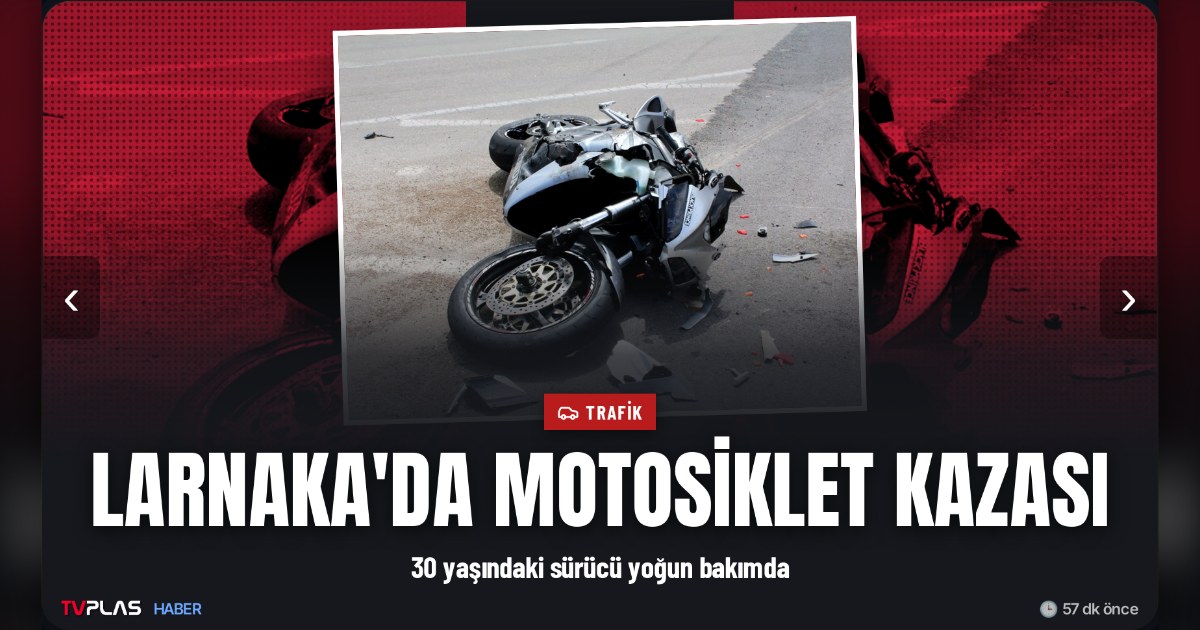 TRAFİK
LARNAKA'DA MOTOSİKLET KAZASI
30 yaşındaki sürücü yoğun bakımda
TVPLAS HABER
57 dk önce